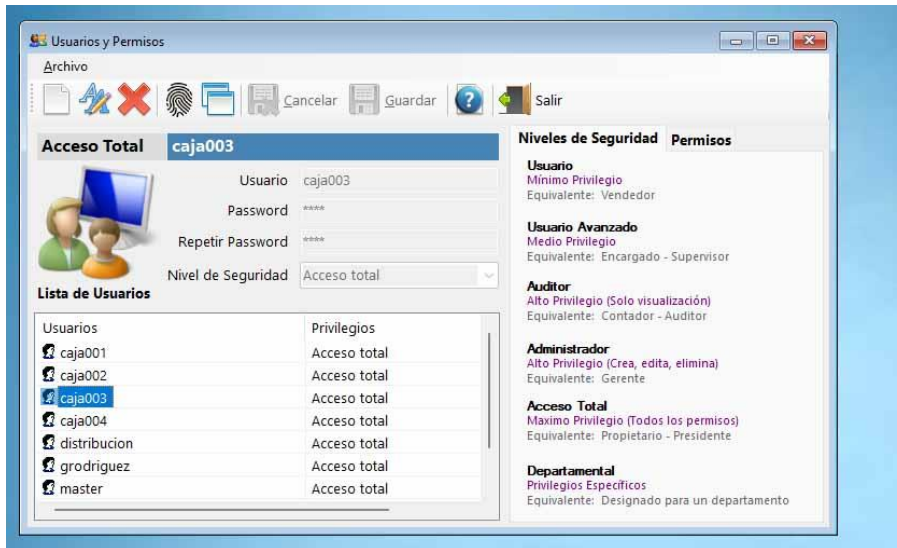 Usuarios y Permisos
Archivo
Cancelar Guardar Salir
Acceso Total caja003
Usuario caja003
Password ****
Repetir Password ****
Nivel de Seguridad Acceso total
Lista de Usuarios
Usuarios Privilegios
caja001 Acceso total
caja002 Acceso total
caja003 Acceso total
caja004 Acceso total
distribucion Acceso total
grodriguez Acceso total
master Acceso total
Niveles de Seguridad Permisos
Usuario
Mínimo Privilegio
Equivalente: Vendedor
Usuario Avanzado
Medio Privilegio
Equivalente: Encargado - Supervisor
Auditor
Alto Privilegio (Solo visualización)
Equivalente: Contador - Auditor
Administrador
Alto Privilegio (Crea, edita, elimina)
Equivalente: Gerente
Acceso Total
Maximo Privilegio (Todos los permisos)
Equivalente: Propietario - Presidente
Departamental
Privilegios Específicos
Equivalente: Designado para un departamento